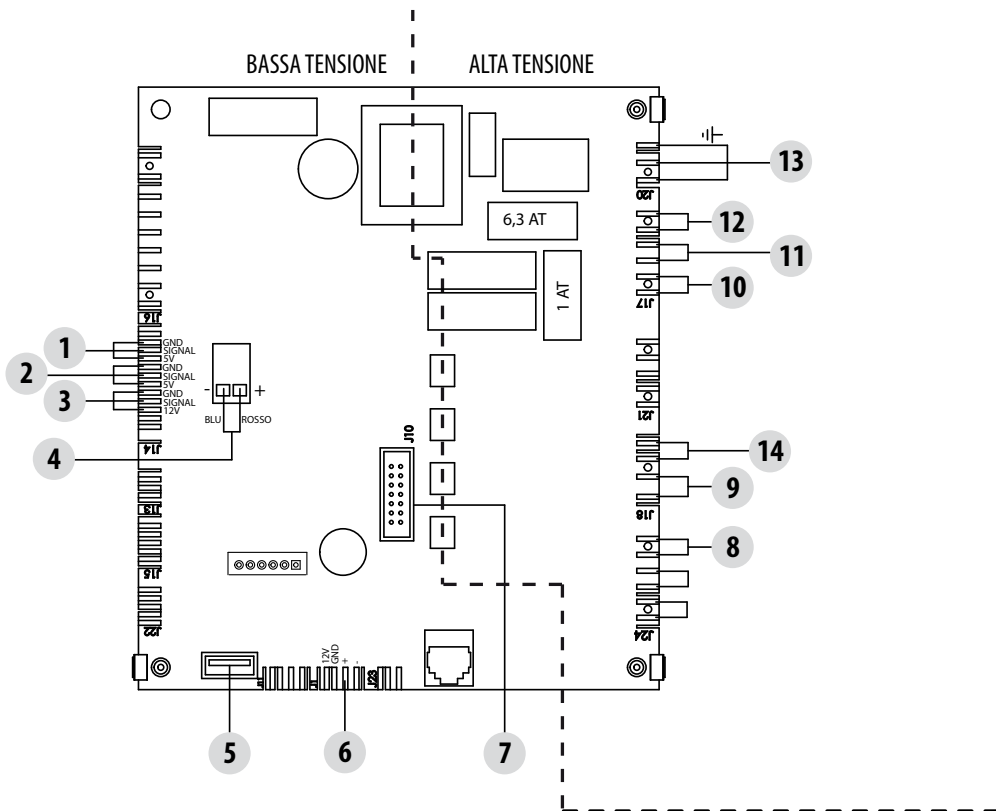 BASSA TENSIONE
ALTA TENSIONE
13
J20
6,3 AT
12
11
1 AT
10
J17
J16
1
GND
SIGNAL
5V
2
GND
SIGNAL
5V
3
GND
SIGNAL
12V
- +
BLU ROSSO
4
J21
J10
J14
14
9
J13
J18
8
J15
J22
J24
12V
GND
+
-
J1
J23
5
6
7